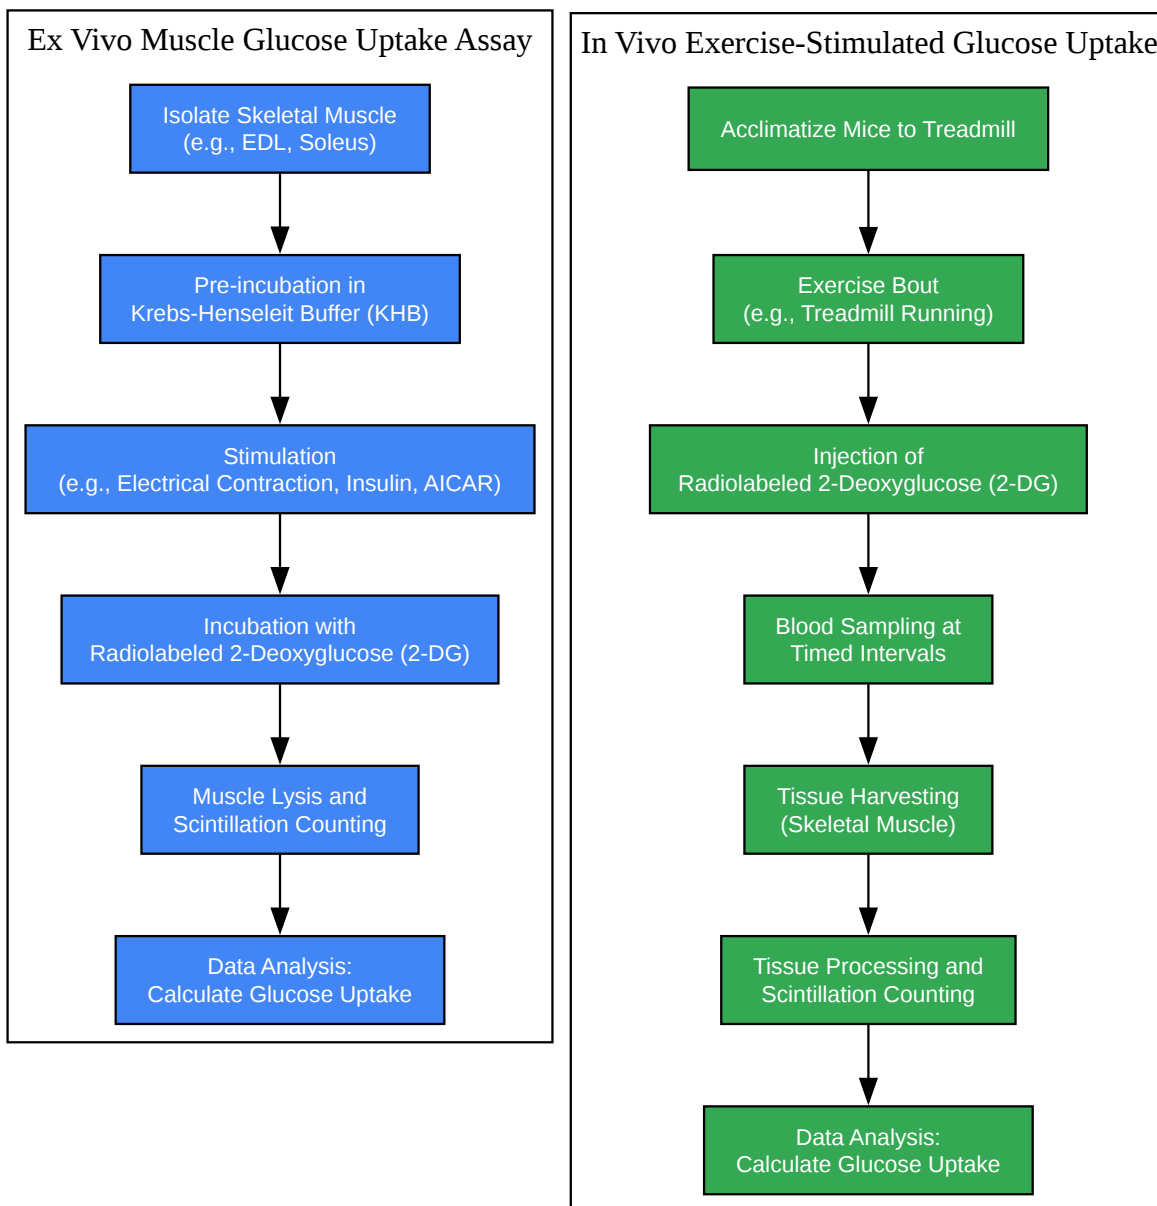 Ex Vivo Muscle Glucose Uptake Assay
Isolate Skeletal Muscle
(e.g., EDL, Soleus)
Pre-incubation in
Krebs-Henseleit Buffer (KHB)
Stimulation
(e.g., Electrical Contraction, Insulin, AICAR)
Incubation with
Radiolabeled 2-Deoxyglucose (2-DG)
Muscle Lysis and
Scintillation Counting
Data Analysis:
Calculate Glucose Uptake
In Vivo Exercise-Stimulated Glucose Uptake
Acclimatize Mice to Treadmill
Exercise Bout
(e.g., Treadmill Running)
Injection of
Radiolabeled 2-Deoxyglucose (2-DG)
Blood Sampling at
Timed Intervals
Tissue Harvesting
(Skeletal Muscle)
Tissue Processing and
Scintillation Counting
Data Analysis:
Calculate Glucose Uptake